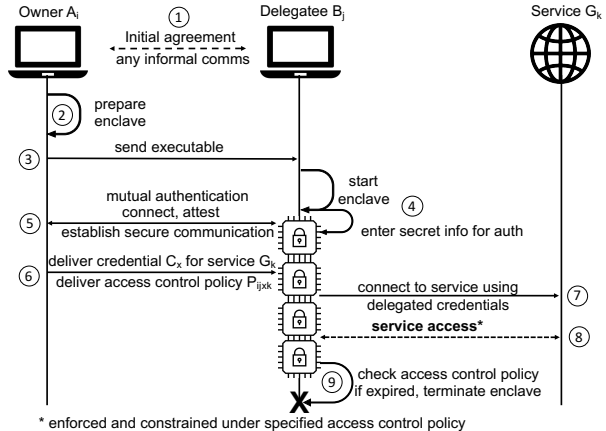 Owner Ai
Delegatee Bj
Service Gk
1
Initial agreement
any informal comms
2
prepare
enclave
3
send executable
start
enclave
4
enter secret info for auth
5
mutual authentication
connect, attest
establish secure communication
6
deliver credential Cx for service Gk
deliver access control policy Pijxk
connect to service using
delegated credentials
7
service access*
8
9
check access control policy
if expired, terminate enclave
X
* enforced and constrained under specified access control policy